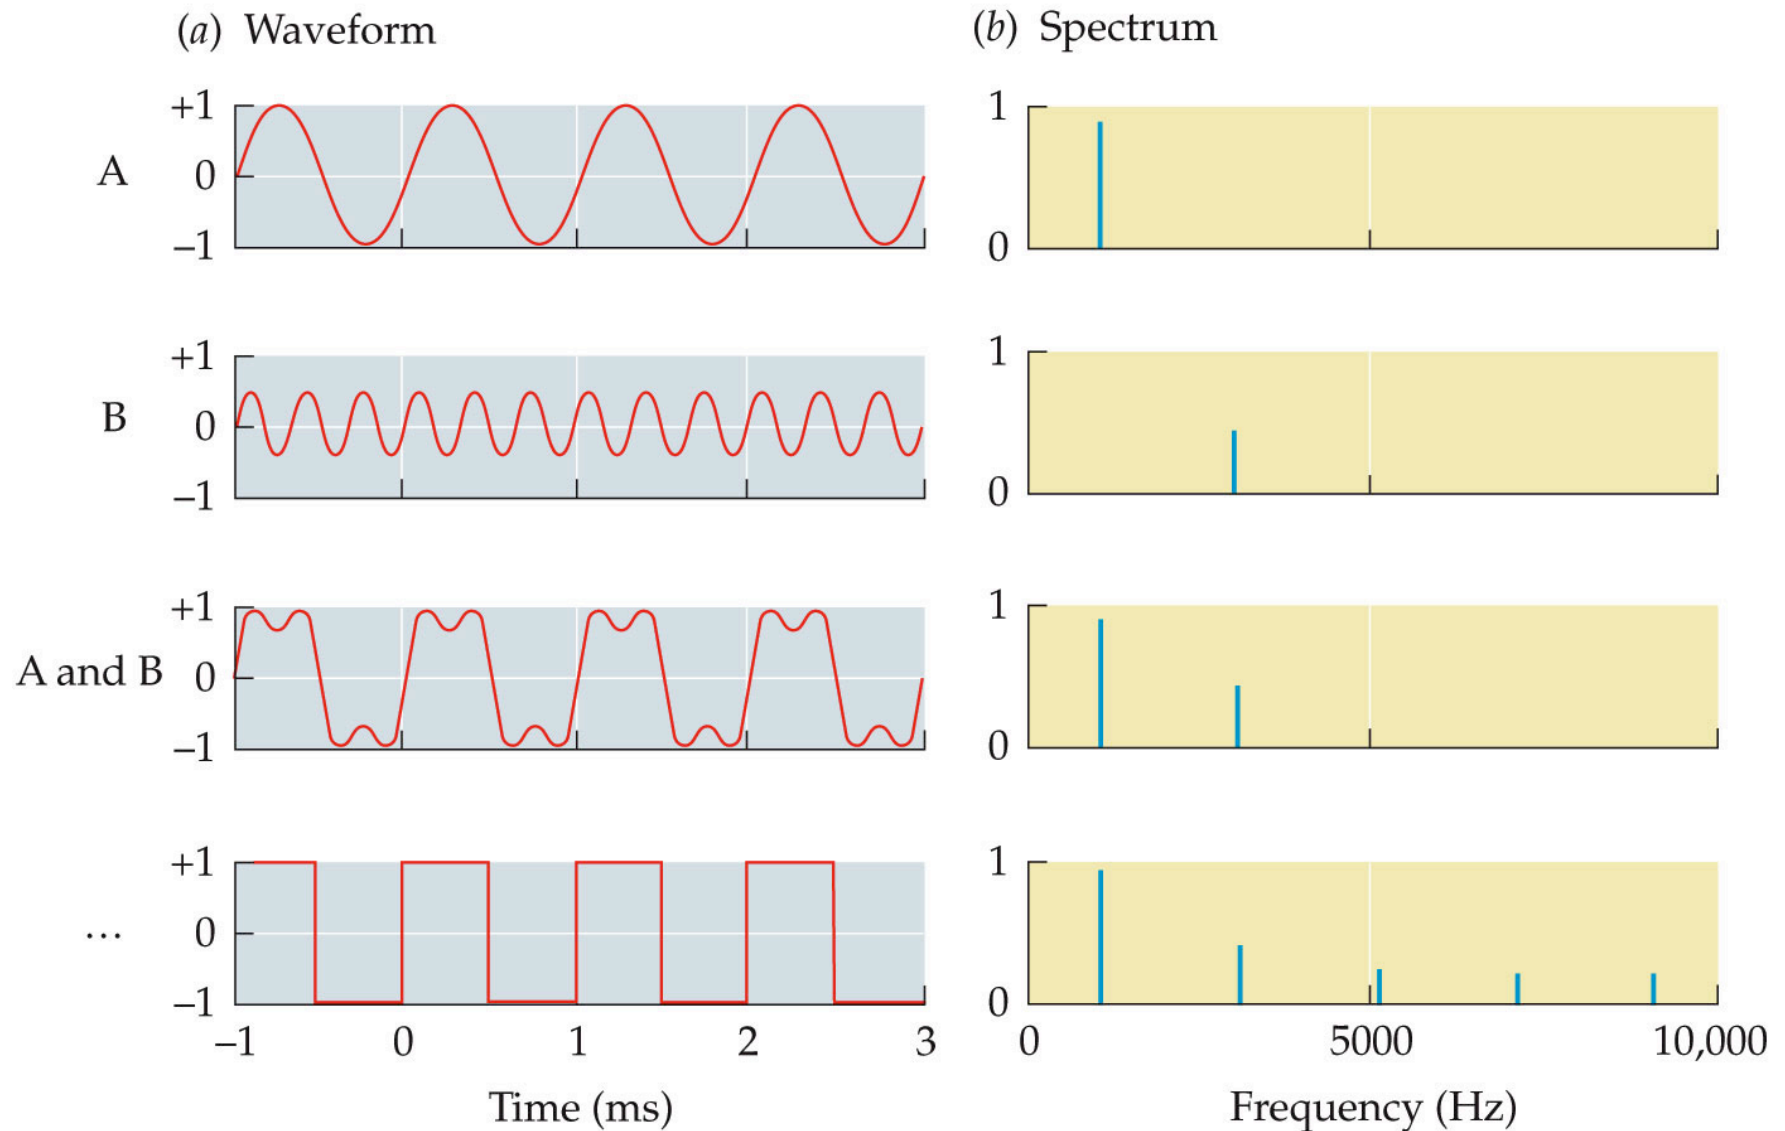 (a) Waveform
(b) Spectrum
A
+1
0
–1
1
0
B
+1
0
–1
1
0
A and B
+1
0
–1
1
0
…
+1
0
–1
1
0
–1 0 1 2 3
0 5000 10,000
Time (ms)
Frequency (Hz)